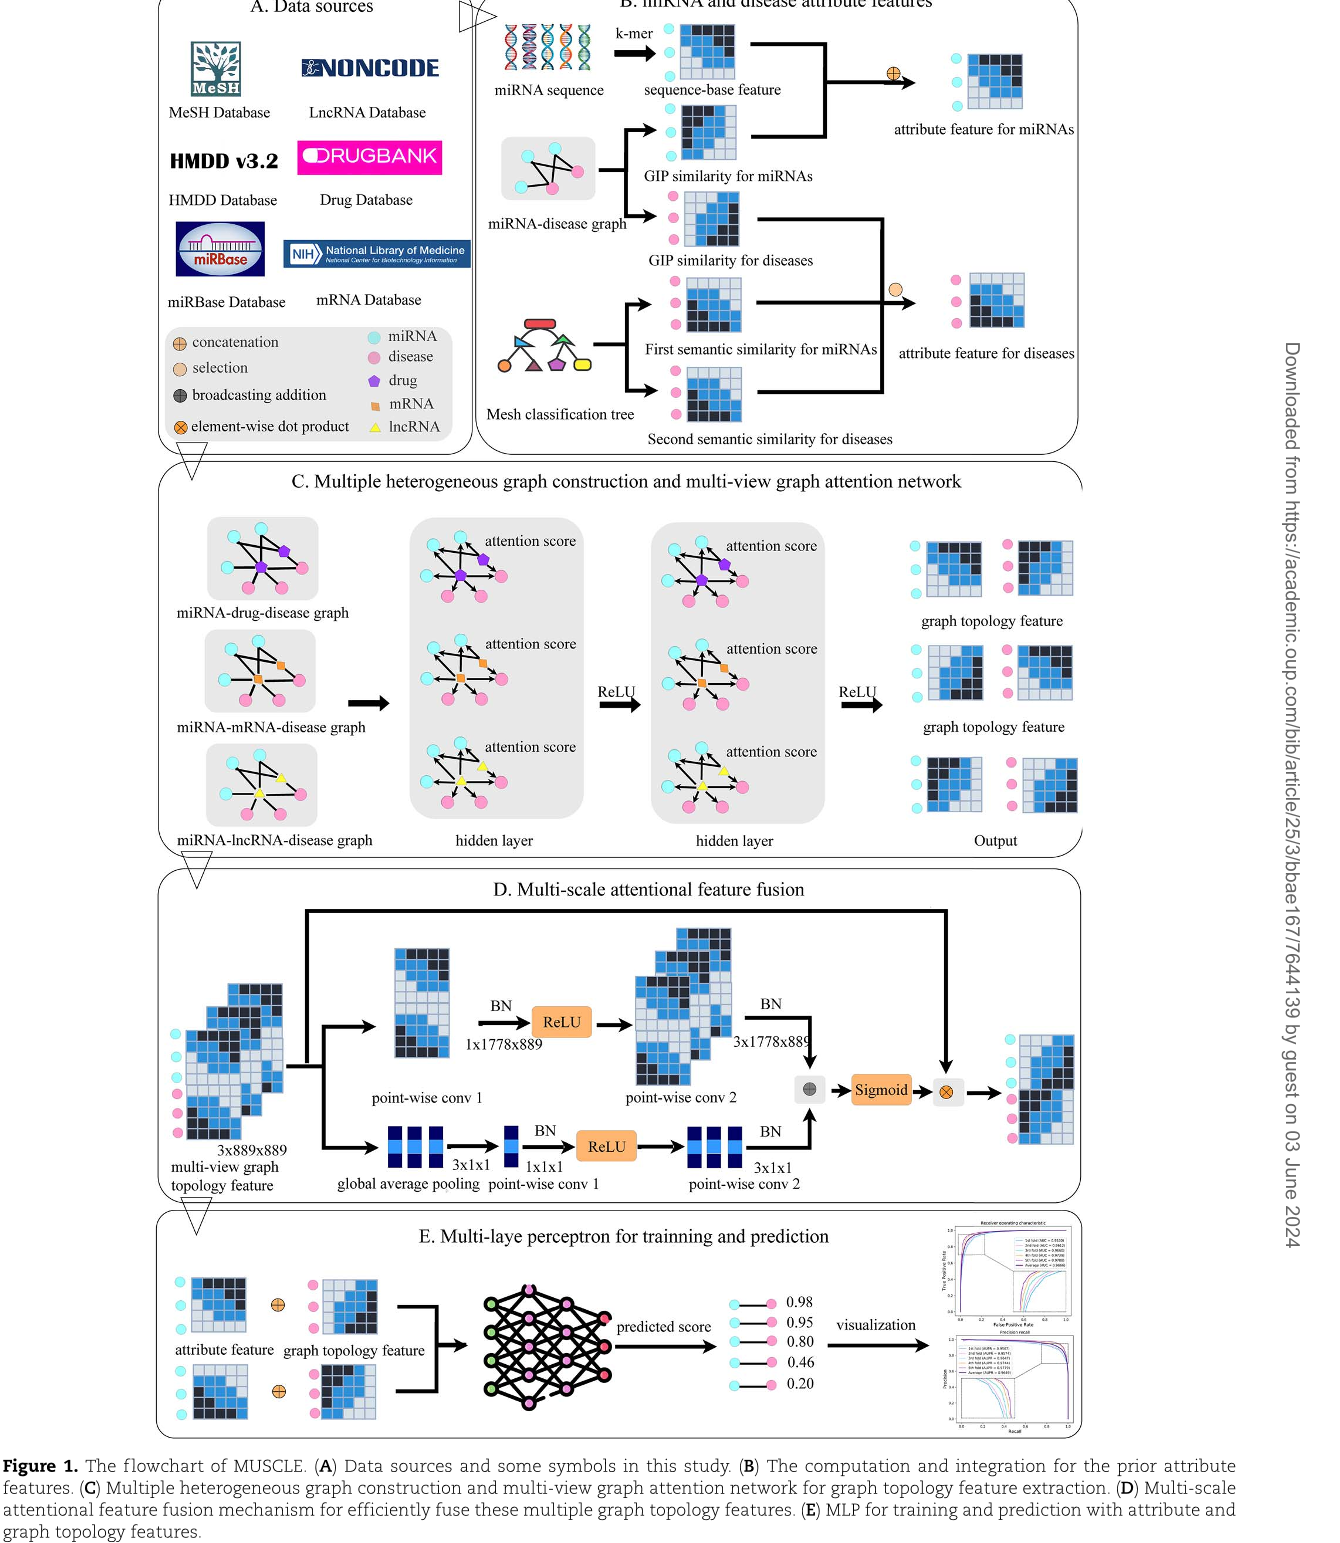 A. Data sources
MeSH
NONCODE
MeSH Database
LncRNA Database
HMDD v3.2
DRUGBANK
HMDD Database
Drug Database
miRBase
NIH National Library of Medicine
National Center for Biotechnology Information
miRBase Database
mRNA Database
concatenation
selection
broadcasting addition
element-wise dot product
miRNA
disease
drug
mRNA
lncRNA
B. miRNA and disease attribute features
k-mer
miRNA sequence
sequence-base feature
attribute feature for miRNAs
GIP similarity for miRNAs
miRNA-disease graph
GIP similarity for diseases
First semantic similarity for miRNAs
attribute feature for diseases
Mesh classification tree
Second semantic similarity for diseases
C. Multiple heterogeneous graph construction and multi-view graph attention network
attention score
attention score
miRNA-drug-disease graph
graph topology feature
attention score
attention score
ReLU
ReLU
miRNA-mRNA-disease graph
graph topology feature
attention score
attention score
miRNA-lncRNA-disease graph
hidden layer
hidden layer
Output
D. Multi-scale attentional feature fusion
BN
ReLU
1x1778x889
BN
3x1778x889
point-wise conv 1
point-wise conv 2
Sigmoid
3x889x889
multi-view graph
topology feature
3x1x1
BN
1x1x1
ReLU
BN
3x1x1
global average pooling
point-wise conv 1
point-wise conv 2
E. Multi-laye perceptron for trainning and prediction
attribute feature
graph topology feature
predicted score
0.98
0.95
0.80
0.46
0.20
visualization
Receiver operating characteristic
True Positive Rate
False Positive Rate
Precision recall
Precision
Recall
Figure 1. The flowchart of MUSCLE. (A) Data sources and some symbols in this study. (B) The computation and integration for the prior attribute
features. (C) Multiple heterogeneous graph construction and multi-view graph attention network for graph topology feature extraction. (D) Multi-scale
attentional feature fusion mechanism for efficiently fuse these multiple graph topology features. (E) MLP for training and prediction with attribute and
graph topology features.
Downloaded from https://academic.oup.com/bib/article/25/3/bbae167/7644139 by guest on 03 June 2024